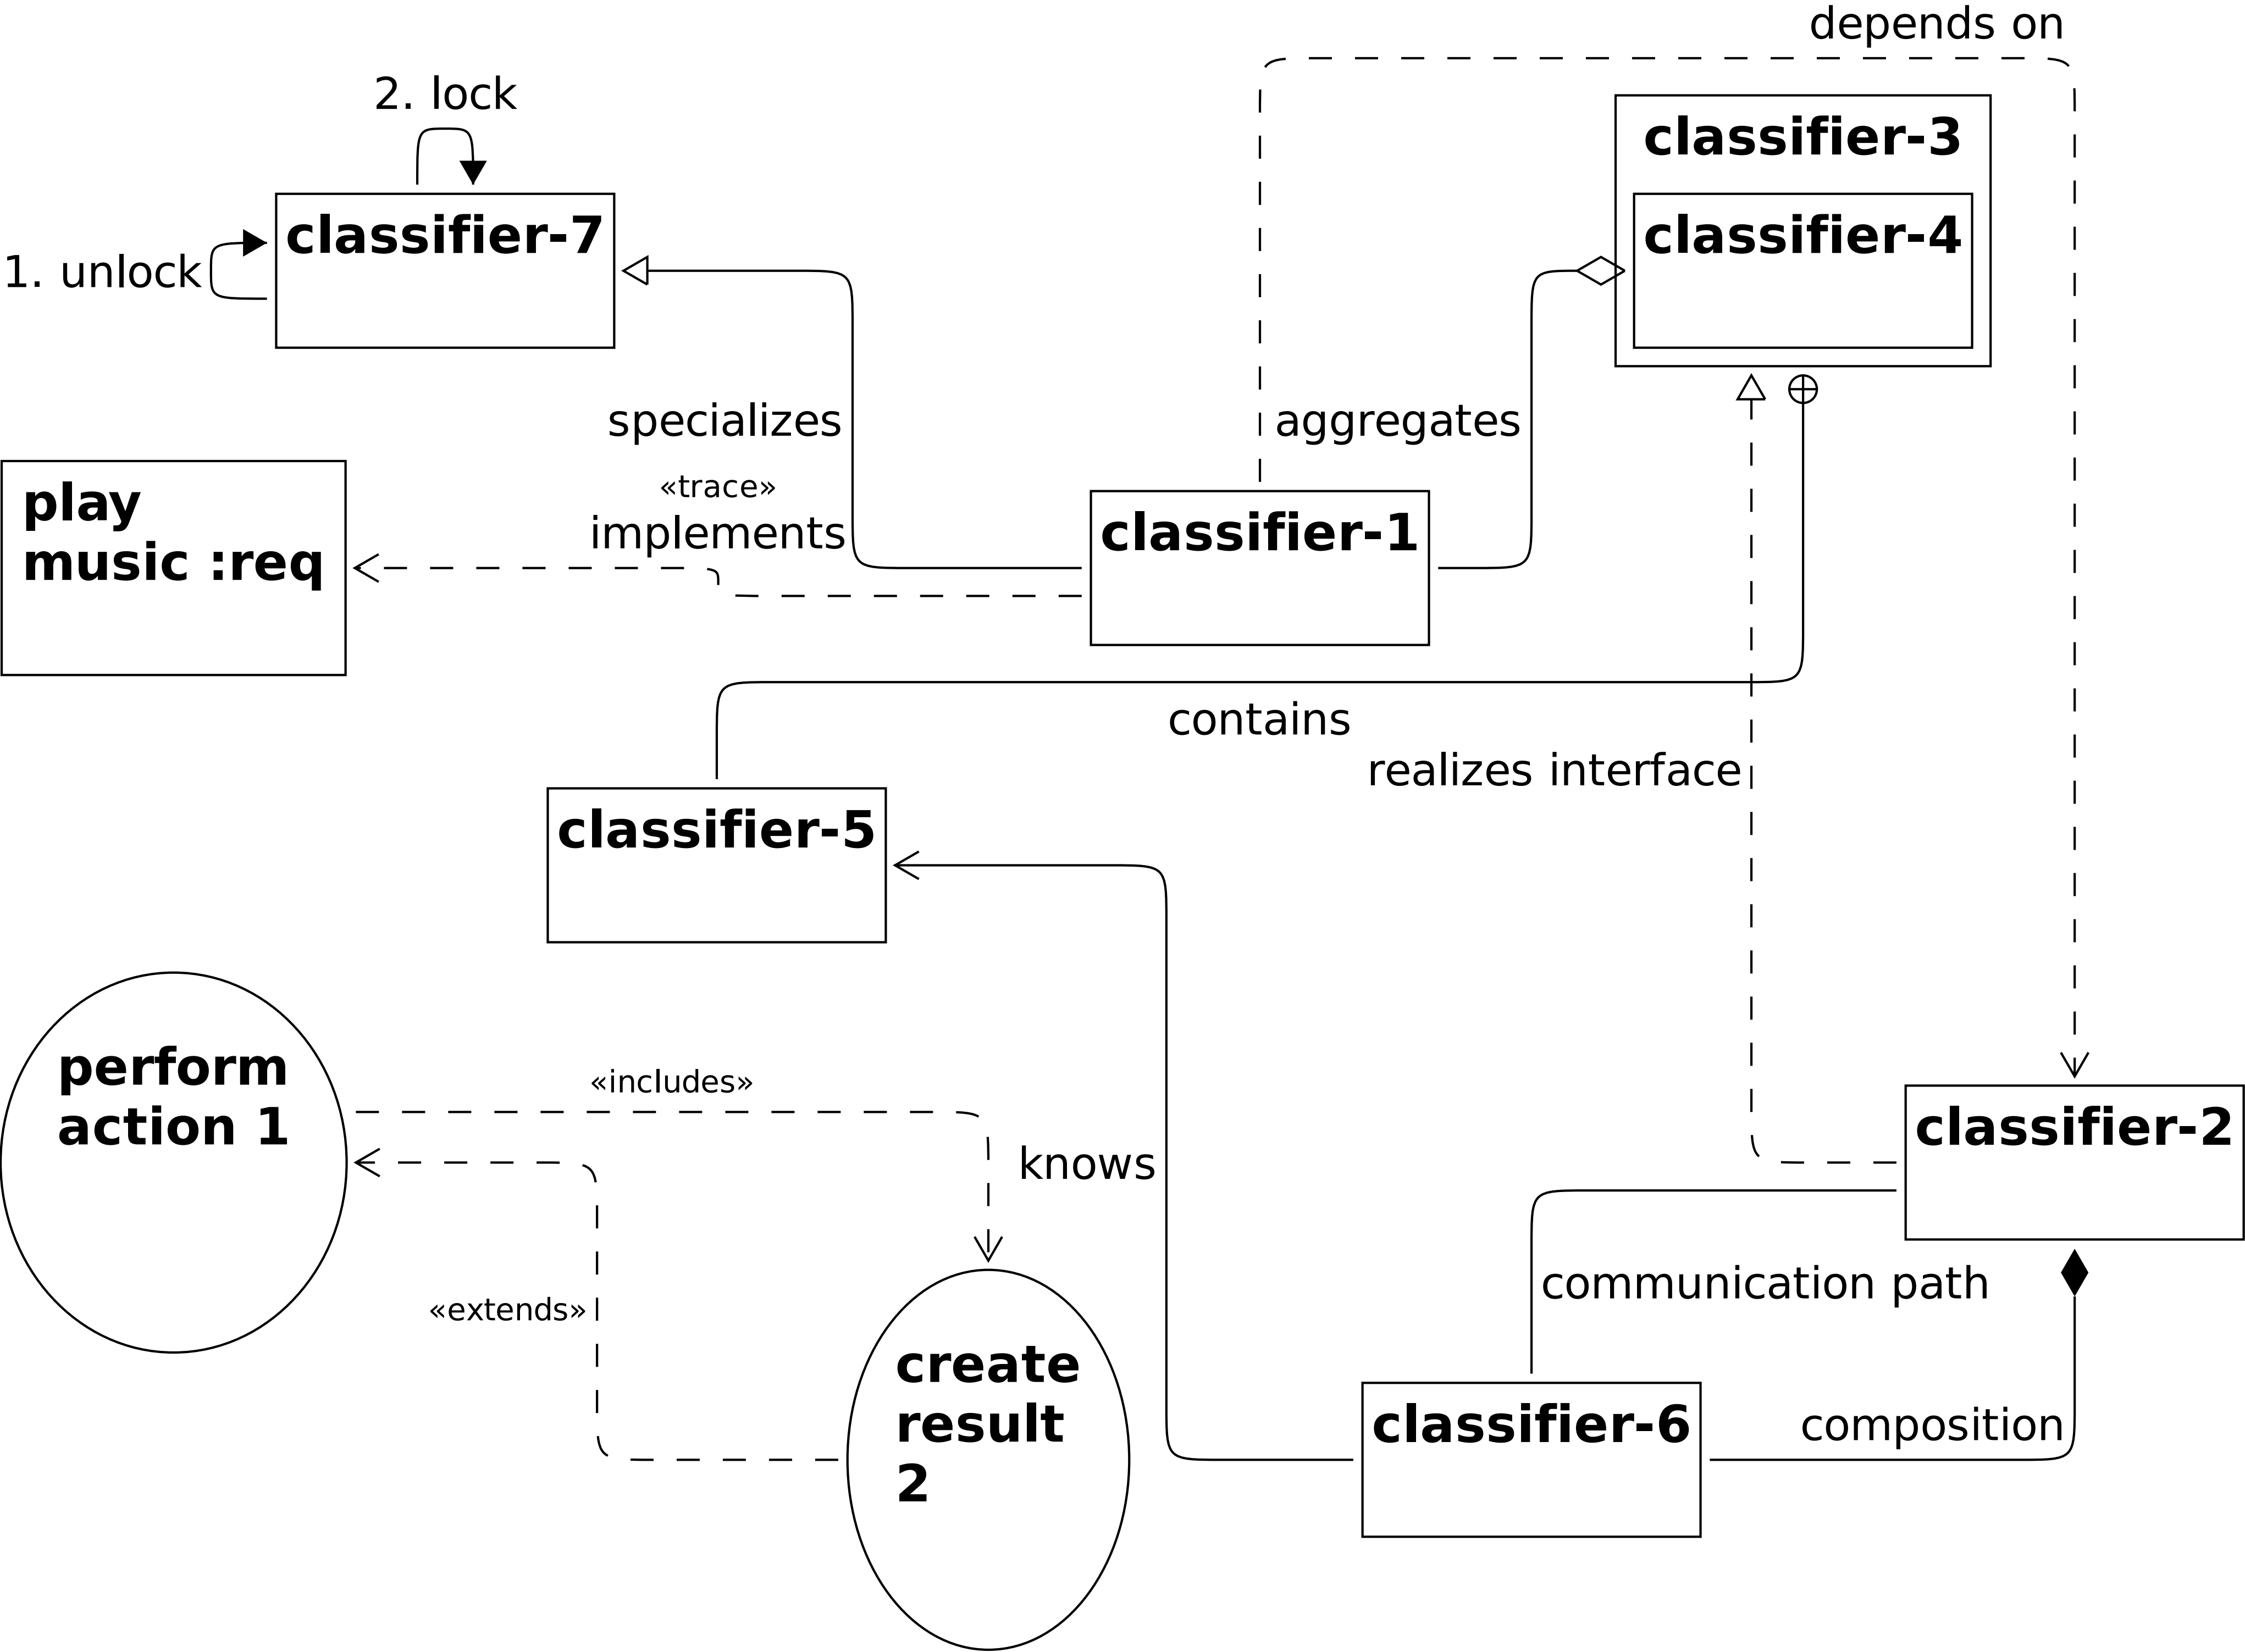 depends on
2. lock
classifier-3
classifier-7
classifier-4
1. unlock
specializes
aggregates
«trace»
play
music :req
implements
classifier-1
contains
realizes interface
classifier-5
perform
action 1
«includes»
classifier-2
knows
communication path
«extends»
create
result
2
classifier-6
composition